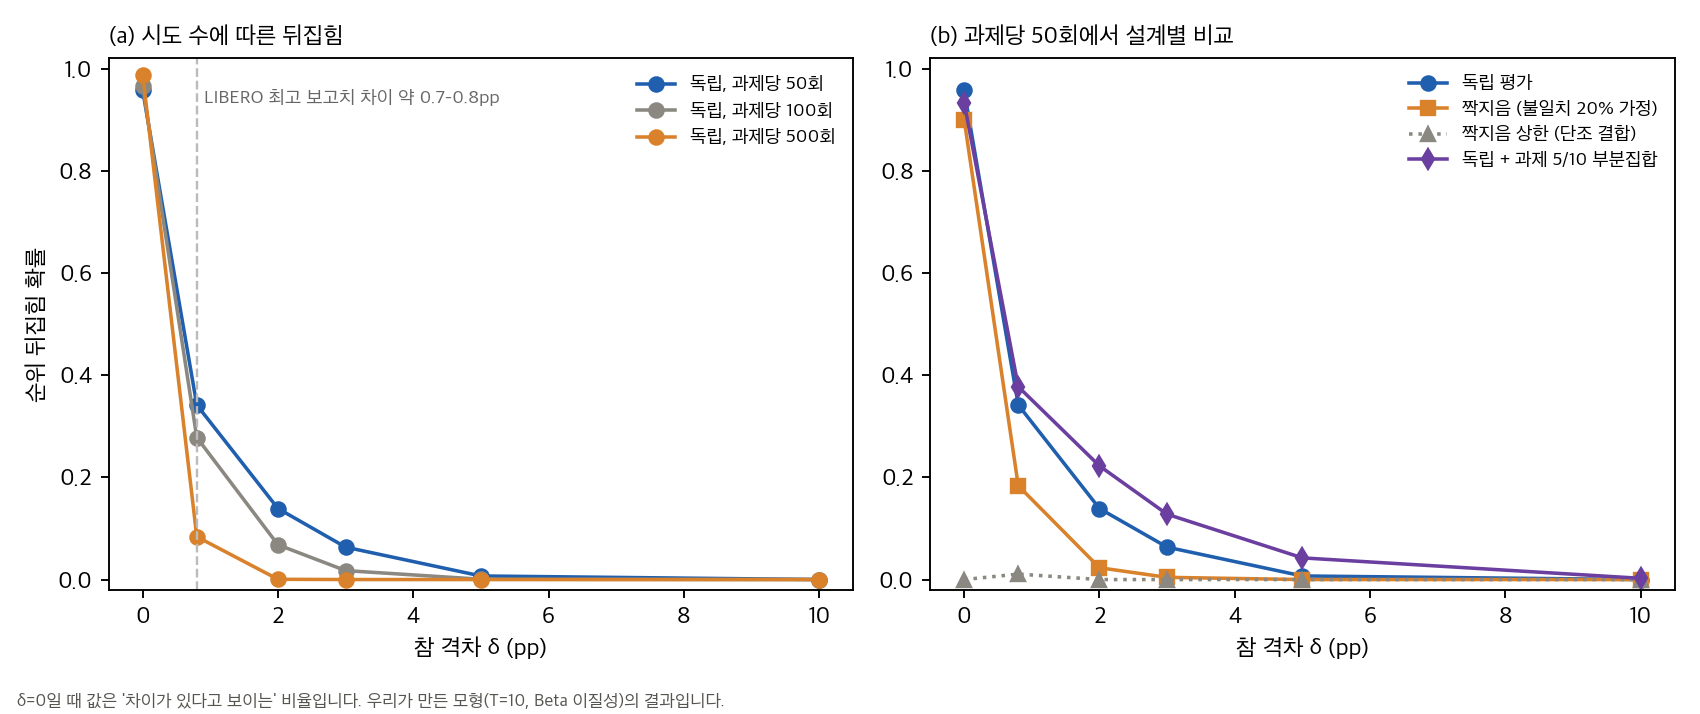 (a) 시도 수에 따른 뒤집힘
1.0
0.8
0.6
0.4
0.2
0.0
순위 뒤집힘 확률
LIBERO 최고 보고치 차이 약 0.7-0.8pp
독립, 과제당 50회
독립, 과제당 100회
독립, 과제당 500회
0 2 4 6 8 10
참 격차 δ (pp)
(b) 과제당 50회에서 설계별 비교
1.0
0.8
0.6
0.4
0.2
0.0
독립 평가
짝지음 (불일치 20% 가정)
짝지음 상한 (단조 결합)
독립 + 과제 5/10 부분집합
0 2 4 6 8 10
참 격차 δ (pp)
δ=0일 때 값은 '차이가 있다고 보이는' 비율입니다. 우리가 만든 모형(T=10, Beta 이질성)의 결과입니다.